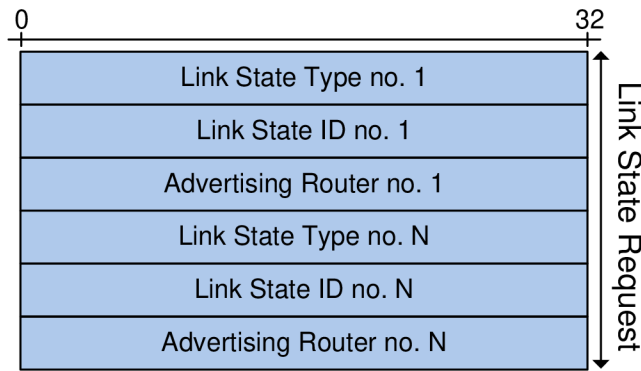 0 32
Link State Type no. 1
Link State ID no. 1
Advertising Router no. 1
Link State Type no. N
Link State ID no. N
Advertising Router no. N
Link State Request